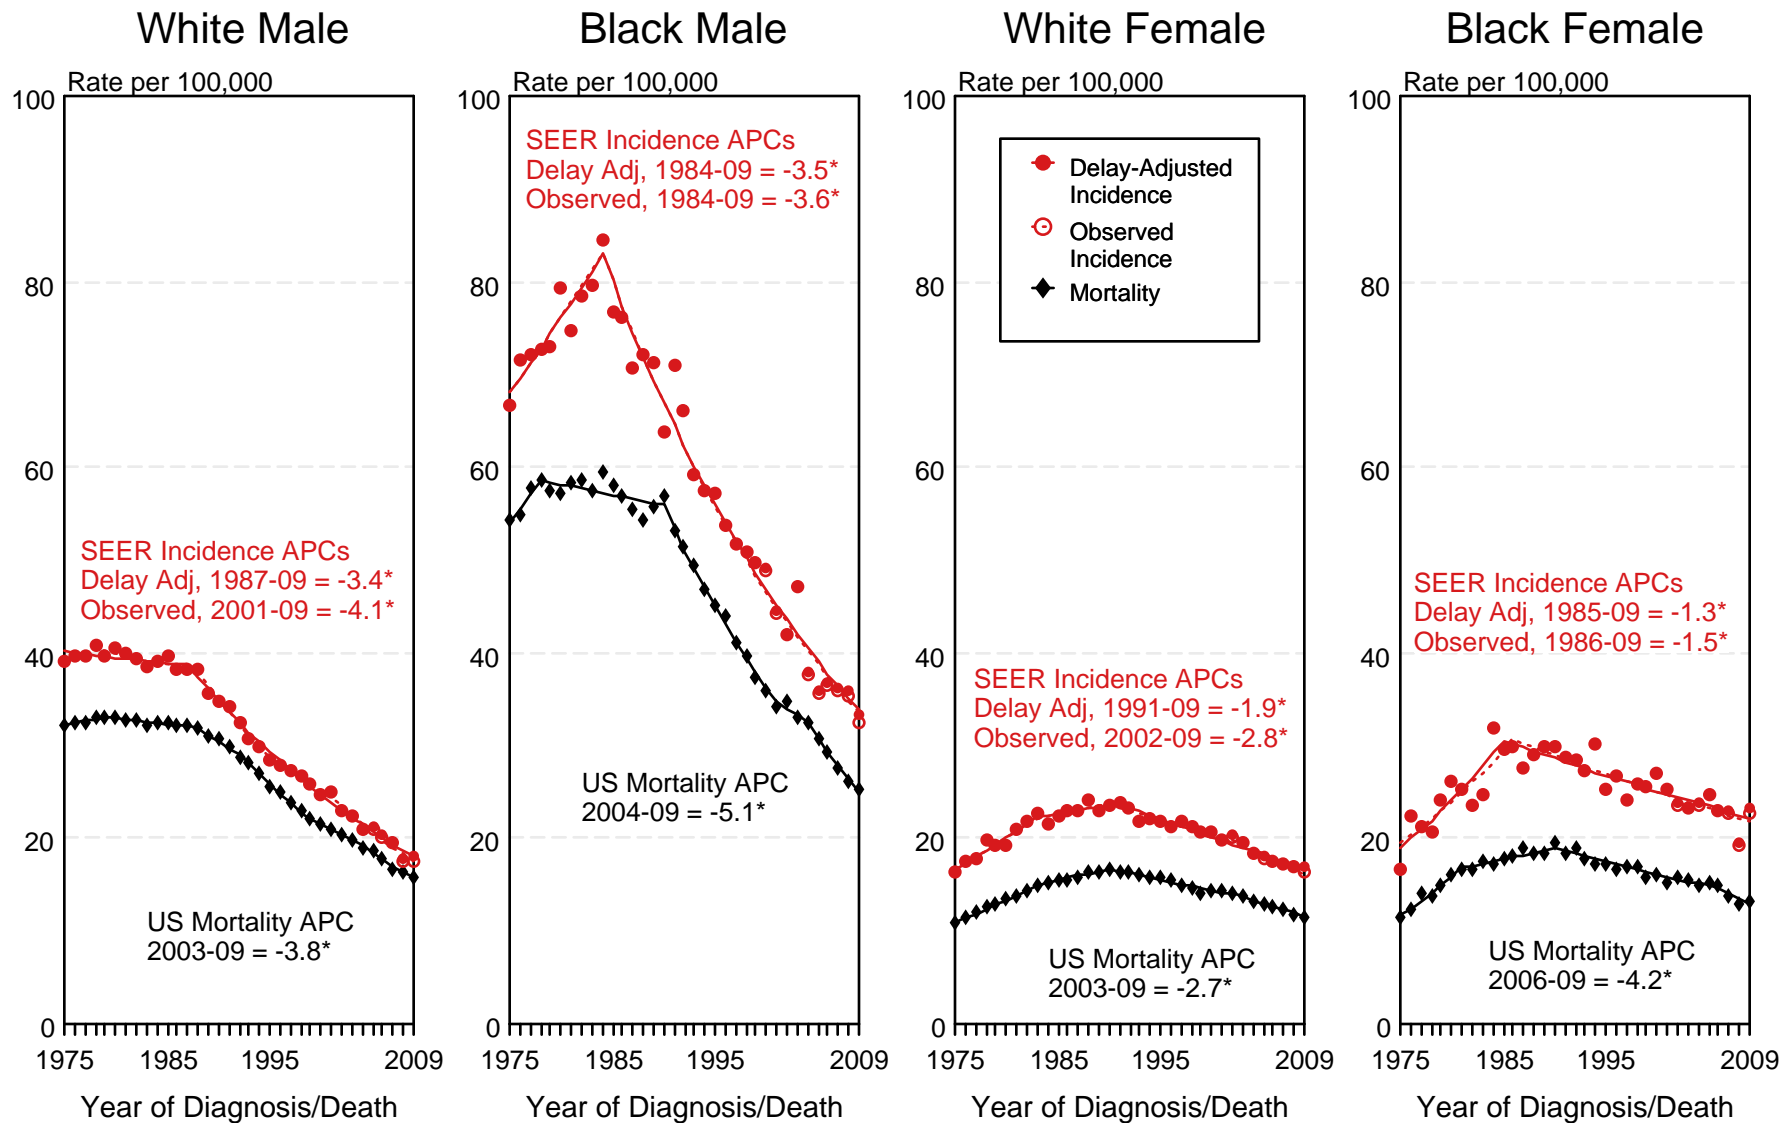 White Male
Black Male
White Female
Black Female
Rate per 100,000
Rate per 100,000
Rate per 100,000
Rate per 100,000
100
80
60
40
20
0
SEER Incidence APCs
Delay Adj, 1987-09 = -3.4*
Observed, 2001-09 = -4.1*
US Mortality APC
2003-09 = -3.8*
1975
1985
1995
2009
Year of Diagnosis/Death
100
80
60
40
20
0
SEER Incidence APCs
Delay Adj, 1984-09 = -3.5*
Observed, 1984-09 = -3.6*
US Mortality APC
2004-09 = -5.1*
1975
1985
1995
2009
Year of Diagnosis/Death
100
80
60
40
20
0
Delay-Adjusted
Incidence
Observed
Incidence
Mortality
SEER Incidence APCs
Delay Adj, 1991-09 = -1.9*
Observed, 2002-09 = -2.8*
US Mortality APC
2003-09 = -2.7*
1975
1985
1995
2009
Year of Diagnosis/Death
100
80
60
40
20
0
SEER Incidence APCs
Delay Adj, 1985-09 = -1.3*
Observed, 1986-09 = -1.5*
US Mortality APC
2006-09 = -4.2*
1975
1985
1995
2009
Year of Diagnosis/Death